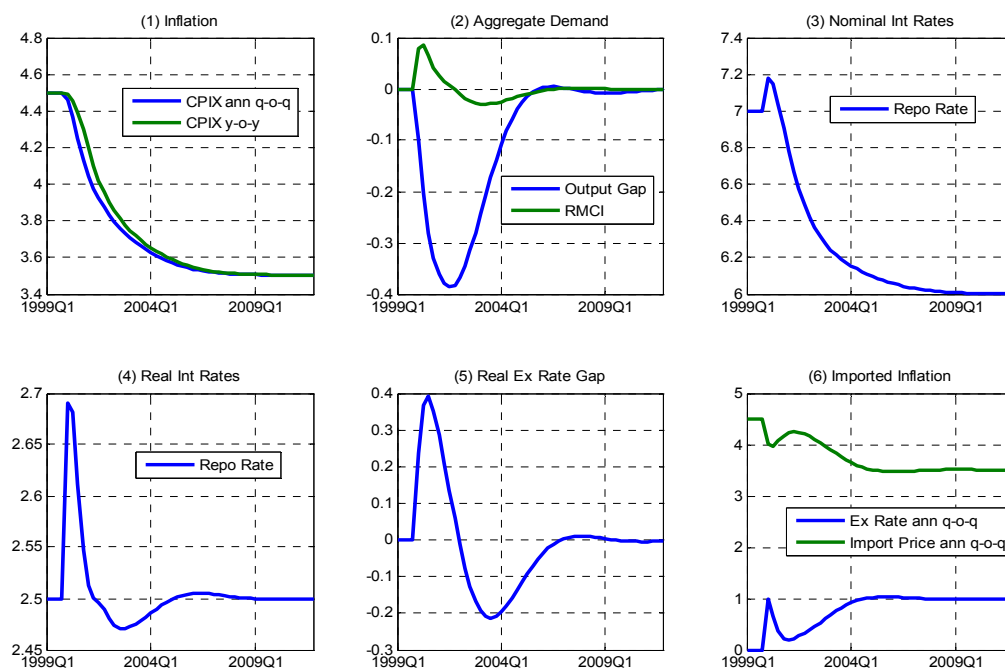 (1) Inflation
4.8
4.6
4.4
4.2
4
3.8
3.6
3.4
1999Q1
2004Q1
2009Q1
CPIX ann q-o-q
CPIX y-o-y
(2) Aggregate Demand
0.1
0
-0.1
-0.2
-0.3
-0.4
1999Q1
2004Q1
2009Q1
Output Gap
RMCI
(3) Nominal Int Rates
7.4
7.2
7
6.8
6.6
6.4
6.2
6
1999Q1
2004Q1
2009Q1
Repo Rate
(4) Real Int Rates
2.7
2.65
2.6
2.55
2.5
2.45
1999Q1
2004Q1
2009Q1
Repo Rate
(5) Real Ex Rate Gap
0.4
0.3
0.2
0.1
0
-0.1
-0.2
-0.3
1999Q1
2004Q1
2009Q1
(6) Imported Inflation
5
4
3
2
1
0
1999Q1
2004Q1
2009Q1
Ex Rate ann q-o-q
Import Price ann q-o-q